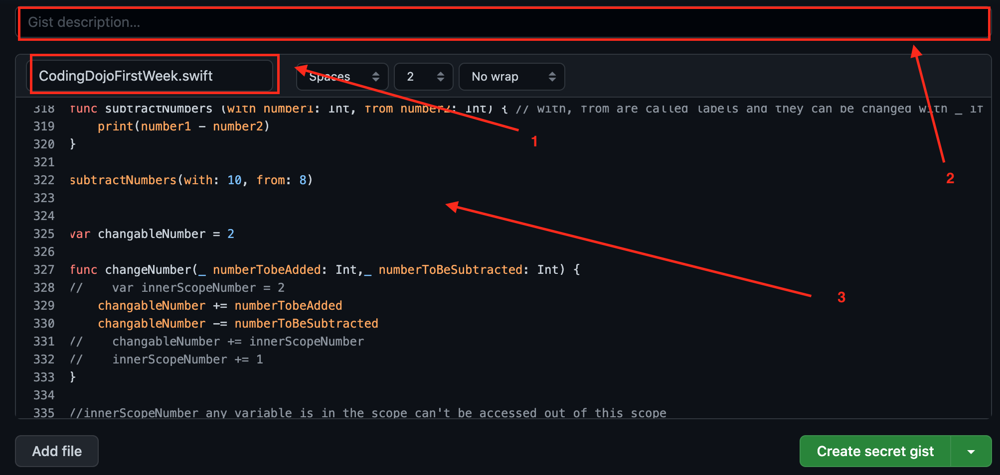 Gist description...
CodingDojoFirstWeek.swift
Spaces
2
No wrap
318 func subtractNumbers (with number1: Int, from number2: Int) { // with, from are called labels and they can be changed with _ if
319 print(number1 - number2)
320 }
321
1
322 subtractNumbers(with: 10, from: 8)
2
323
324
325 var changableNumber = 2
326
327 func changeNumber(_ numberTobeAdded: Int,_ numberToBeSubtracted: Int) {
328 // var innerScopeNumber = 2
3
329 changableNumber += numberTobeAdded
330 changableNumber -= numberToBeSubtracted
331 // changableNumber += innerScopeNumber
332 // innerScopeNumber += 1
333 }
334
335 //innerScopeNumber any variable is in the scope can't be accessed out of this scope
Add file
Create secret gist